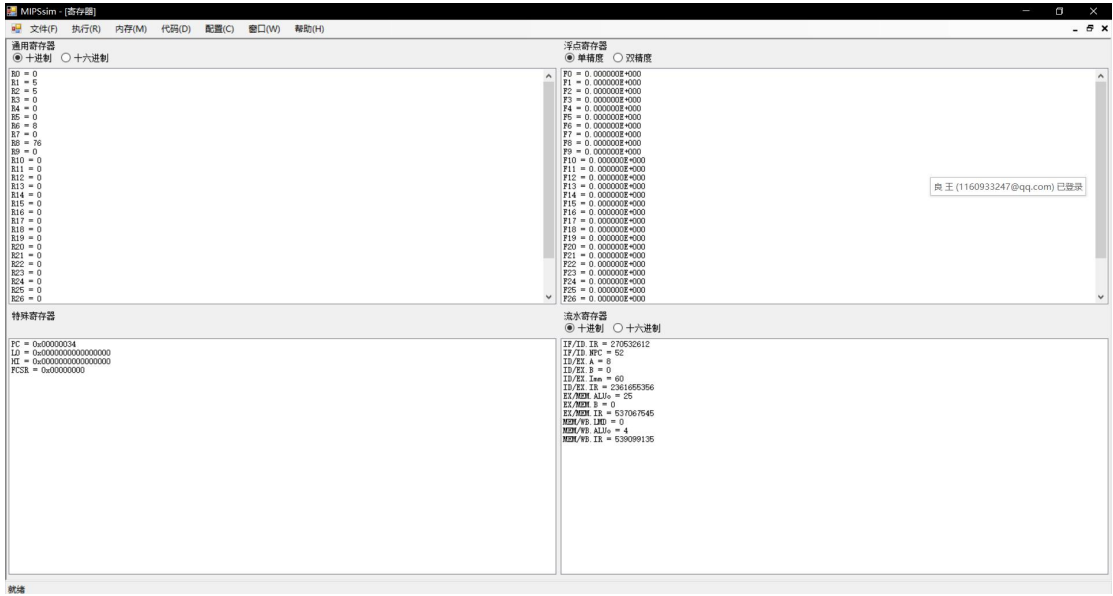 MIPSsim - [寄存器]
文件(F) 执行(R) 内存(M) 代码(D) 配置(C) 窗口(W) 帮助(H)
通用寄存器
十进制 十六进制
R0 = 0
R1 = 5
R2 = 5
R3 = 0
R4 = 0
R5 = 0
R6 = 8
R7 = 0
R8 = 76
R9 = 0
R10 = 0
R11 = 0
R12 = 0
R13 = 0
R14 = 0
R15 = 0
R16 = 0
R17 = 0
R18 = 0
R19 = 0
R20 = 0
R21 = 0
R22 = 0
R23 = 0
R24 = 0
R25 = 0
R26 = 0
浮点寄存器
单精度 双精度
F0 = 0.000000E+000
F1 = 0.000000E+000
F2 = 0.000000E+000
F3 = 0.000000E+000
F4 = 0.000000E+000
F5 = 0.000000E+000
F6 = 0.000000E+000
F7 = 0.000000E+000
F8 = 0.000000E+000
F9 = 0.000000E+000
F10 = 0.000000E+000
F11 = 0.000000E+000
F12 = 0.000000E+000
F13 = 0.000000E+000
F14 = 0.000000E+000
F15 = 0.000000E+000
F16 = 0.000000E+000
F17 = 0.000000E+000
F18 = 0.000000E+000
F19 = 0.000000E+000
F20 = 0.000000E+000
F21 = 0.000000E+000
F22 = 0.000000E+000
F23 = 0.000000E+000
F24 = 0.000000E+000
F25 = 0.000000E+000
F26 = 0.000000E+000
良 王 (1160933247@qq.com) 已登录
特殊寄存器
PC = 0x00000034
LO = 0x0000000000000000
HI = 0x0000000000000000
FCSR = 0x00000000
流水寄存器
十进制 十六进制
IF/ID.IR = 270532612
IF/ID.NPC = 52
ID/EX.A = 8
ID/EX.B = 0
ID/EX.Imm = 60
ID/EX.IR = 2361655356
EX/MEM.ALUo = 25
EX/MEM.B = 0
EX/MEM.IR = 537067545
MEM/WB.LMD = 0
MEM/WB.ALUo = 4
MEM/WB.IR = 539099135
就绪